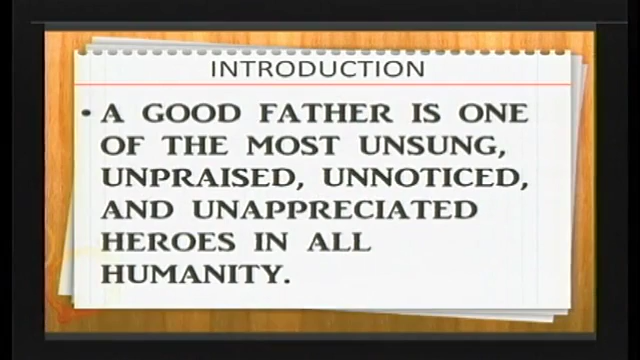 INTRODUCTION
• A GOOD FATHER IS ONE
OF THE MOST UNSUNG,
UNPRAISED, UNNOTICED,
AND UNAPPRECIATED
HEROES IN ALL
HUMANITY.